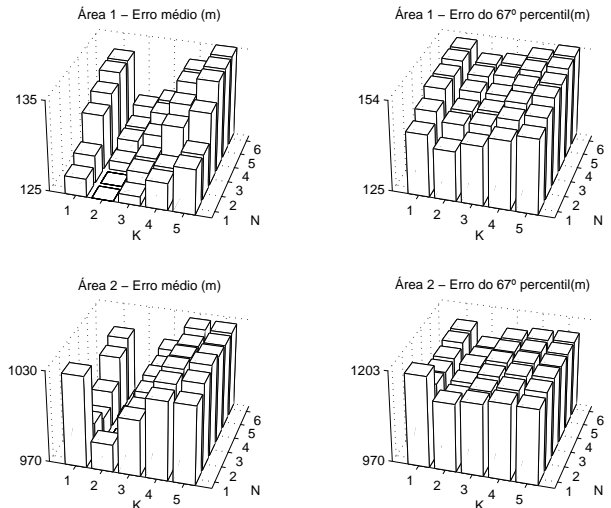 Área 1 – Erro médio (m)
135
125
1 2 3 4 5
K
1 2 3 4 5 6
N
Área 1 – Erro do 67º percentil(m)
154
125
1 2 3 4 5
K
1 2 3 4 5 6
N
Área 2 – Erro médio (m)
1030
970
1 2 3 4 5
K
1 2 3 4 5 6
N
Área 2 – Erro do 67º percentil(m)
1203
970
1 2 3 4 5
K
1 2 3 4 5 6
N